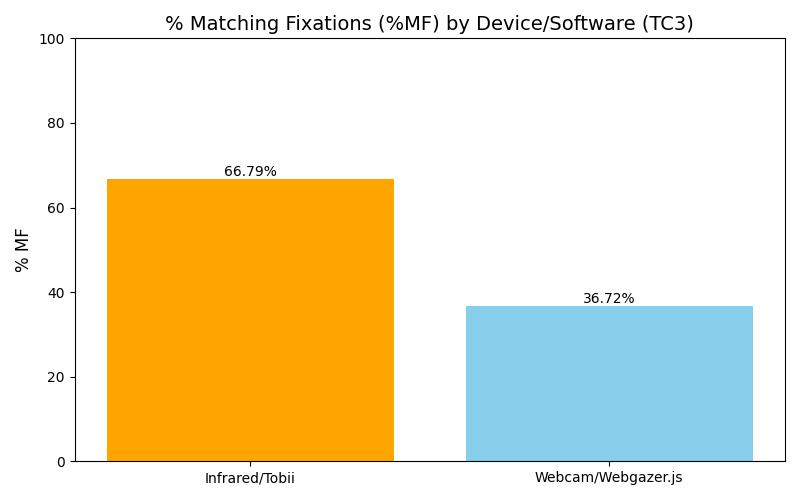 % Matching Fixations (%MF) by Device/Software (TC3)
100
80
60
40
20
0
% MF
66.79%
36.72%
Infrared/Tobii
Webcam/Webgazer.js